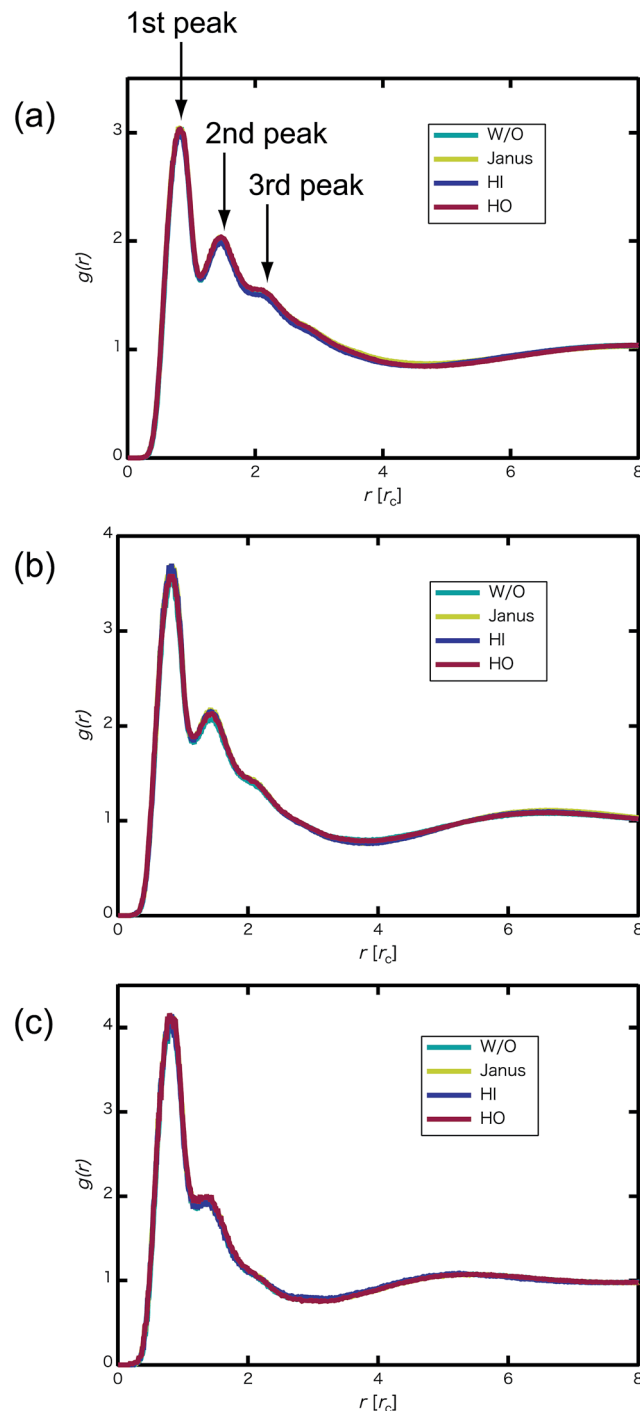 1st peak
(a)
2nd peak
3rd peak
W/O
Janus
HI
HO
3
2
1
0
g(r)
0 2 4 6 8
r [rc]
(b)
W/O
Janus
HI
HO
4
3
2
1
0
g(r)
0 2 4 6 8
r [rc]
(c)
W/O
Janus
HI
HO
4
3
2
1
0
g(r)
0 2 4 6 8
r [rc]